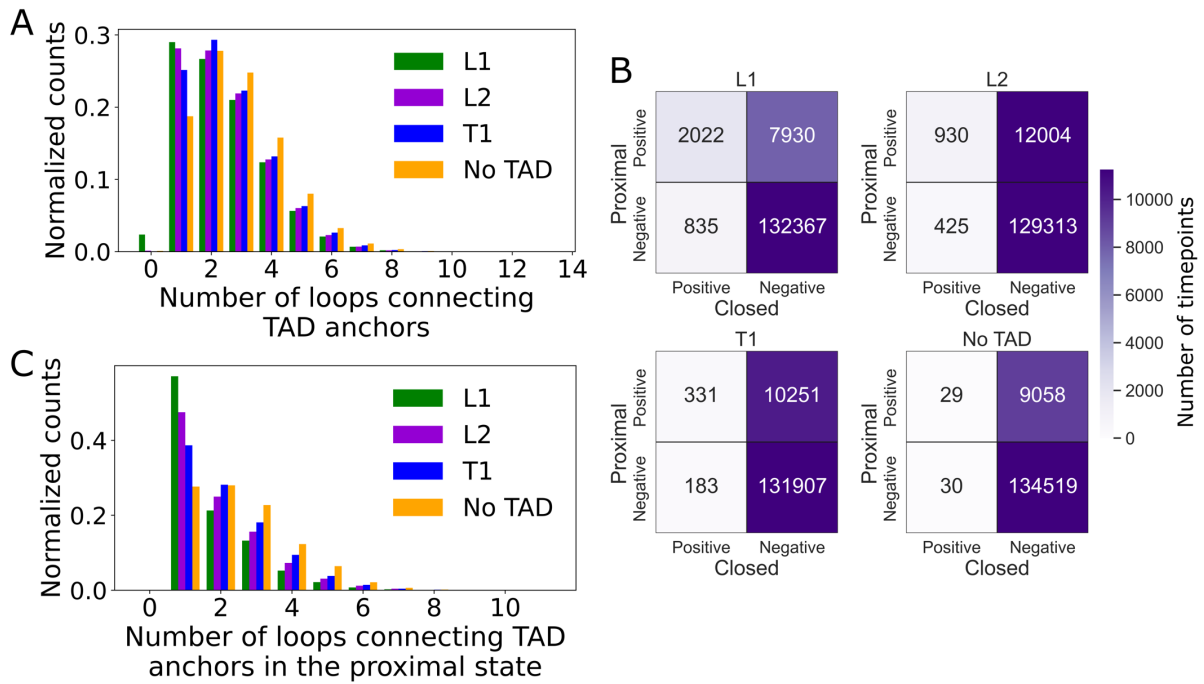 A
Normalized counts
0.3
0.2
0.1
0.0
L1
L2
T1
No TAD
0 2 4 6 8 10 12 14
Number of loops connecting
TAD anchors
B
L1
Proximal
Positive
Negative
2022 7930
835 132367
Positive Negative
Closed
L2
Proximal
Positive
Negative
930 12004
425 129313
Positive Negative
Closed
T1
Proximal
Positive
Negative
331 10251
183 131907
Positive Negative
Closed
No TAD
Proximal
Positive
Negative
29 9058
30 134519
Positive Negative
Closed
10000
8000
6000
4000
2000
0
Number of timepoints
C
Normalized counts
0.4
0.2
0.0
L1
L2
T1
No TAD
0 2 4 6 8 10
Number of loops connecting TAD
anchors in the proximal state